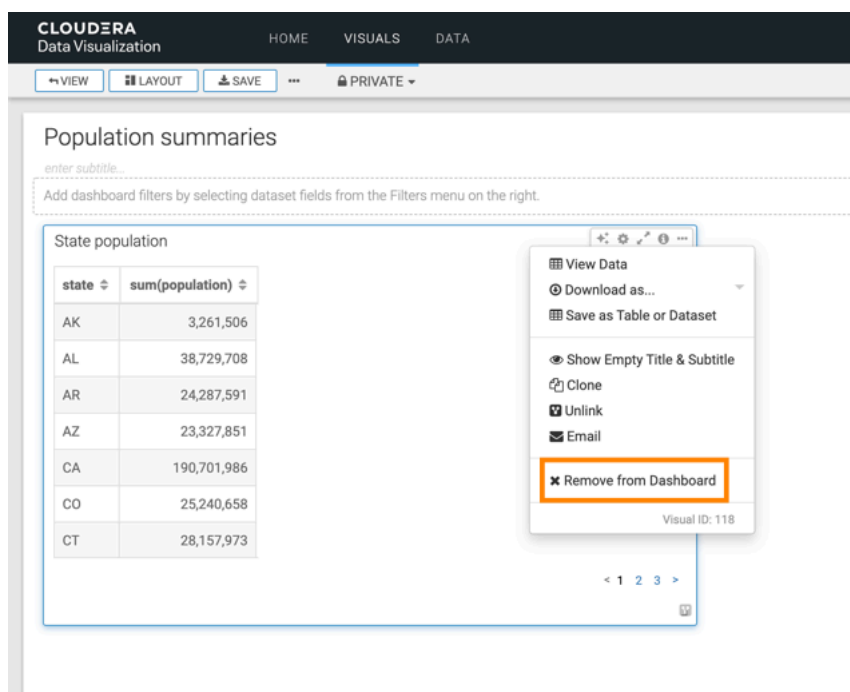 CLOUDERA
Data Visualization
HOME VISUALS DATA
VIEW LAYOUT SAVE ... PRIVATE
Population summaries
enter subtitle...
Add dashboard filters by selecting dataset fields from the Filters menu on the right.
State population
state sum(population)
AK 3,261,506
AL 38,729,708
AR 24,287,591
AZ 23,327,851
CA 190,701,986
CO 25,240,658
CT 28,157,973
View Data
Download as...
Save as Table or Dataset
Show Empty Title & Subtitle
Clone
Unlink
Email
Remove from Dashboard
Visual ID: 118
< 1 2 3 >